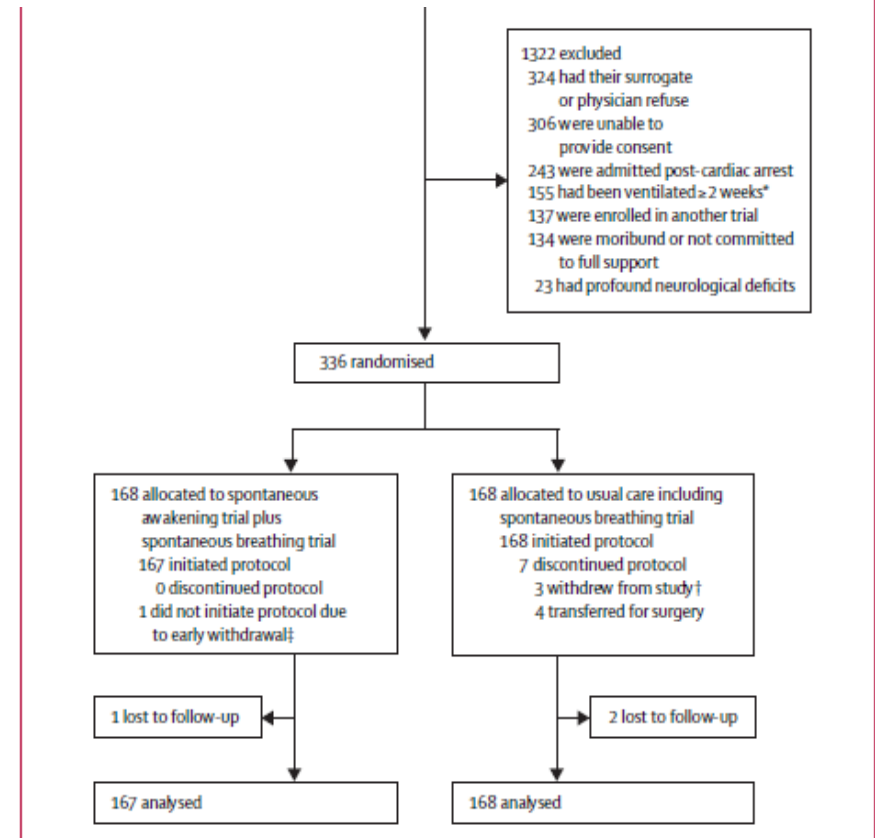 1322 excluded
324 had their surrogate
or physician refuse
306 were unable to
provide consent
243 were admitted post-cardiac arrest
155 had been ventilated ≥2 weeks*
137 were enrolled in another trial
134 were moribund or not committed
to full support
23 had profound neurological deficits
336 randomised
168 allocated to spontaneous
awakening trial plus
spontaneous breathing trial
167 initiated protocol
0 discontinued protocol
1 did not initiate protocol due
to early withdrawal‡
168 allocated to usual care including
spontaneous breathing trial
168 initiated protocol
7 discontinued protocol
3 withdrew from study†
4 transferred for surgery
1 lost to follow-up
2 lost to follow-up
167 analysed
168 analysed